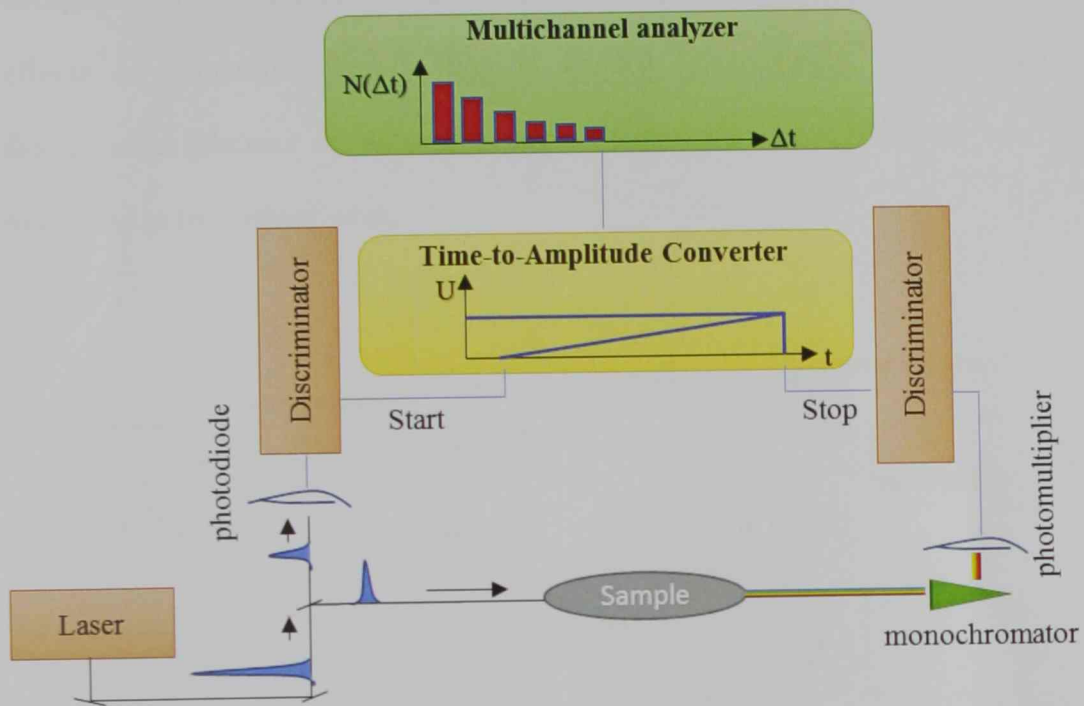 Multichannel analyzer
N(Δt)
Δt
Time-to-Amplitude Converter
U
t
Discriminator
Discriminator
Start
Stop
photodiode
photomultiplier
Laser
Sample
monochromator